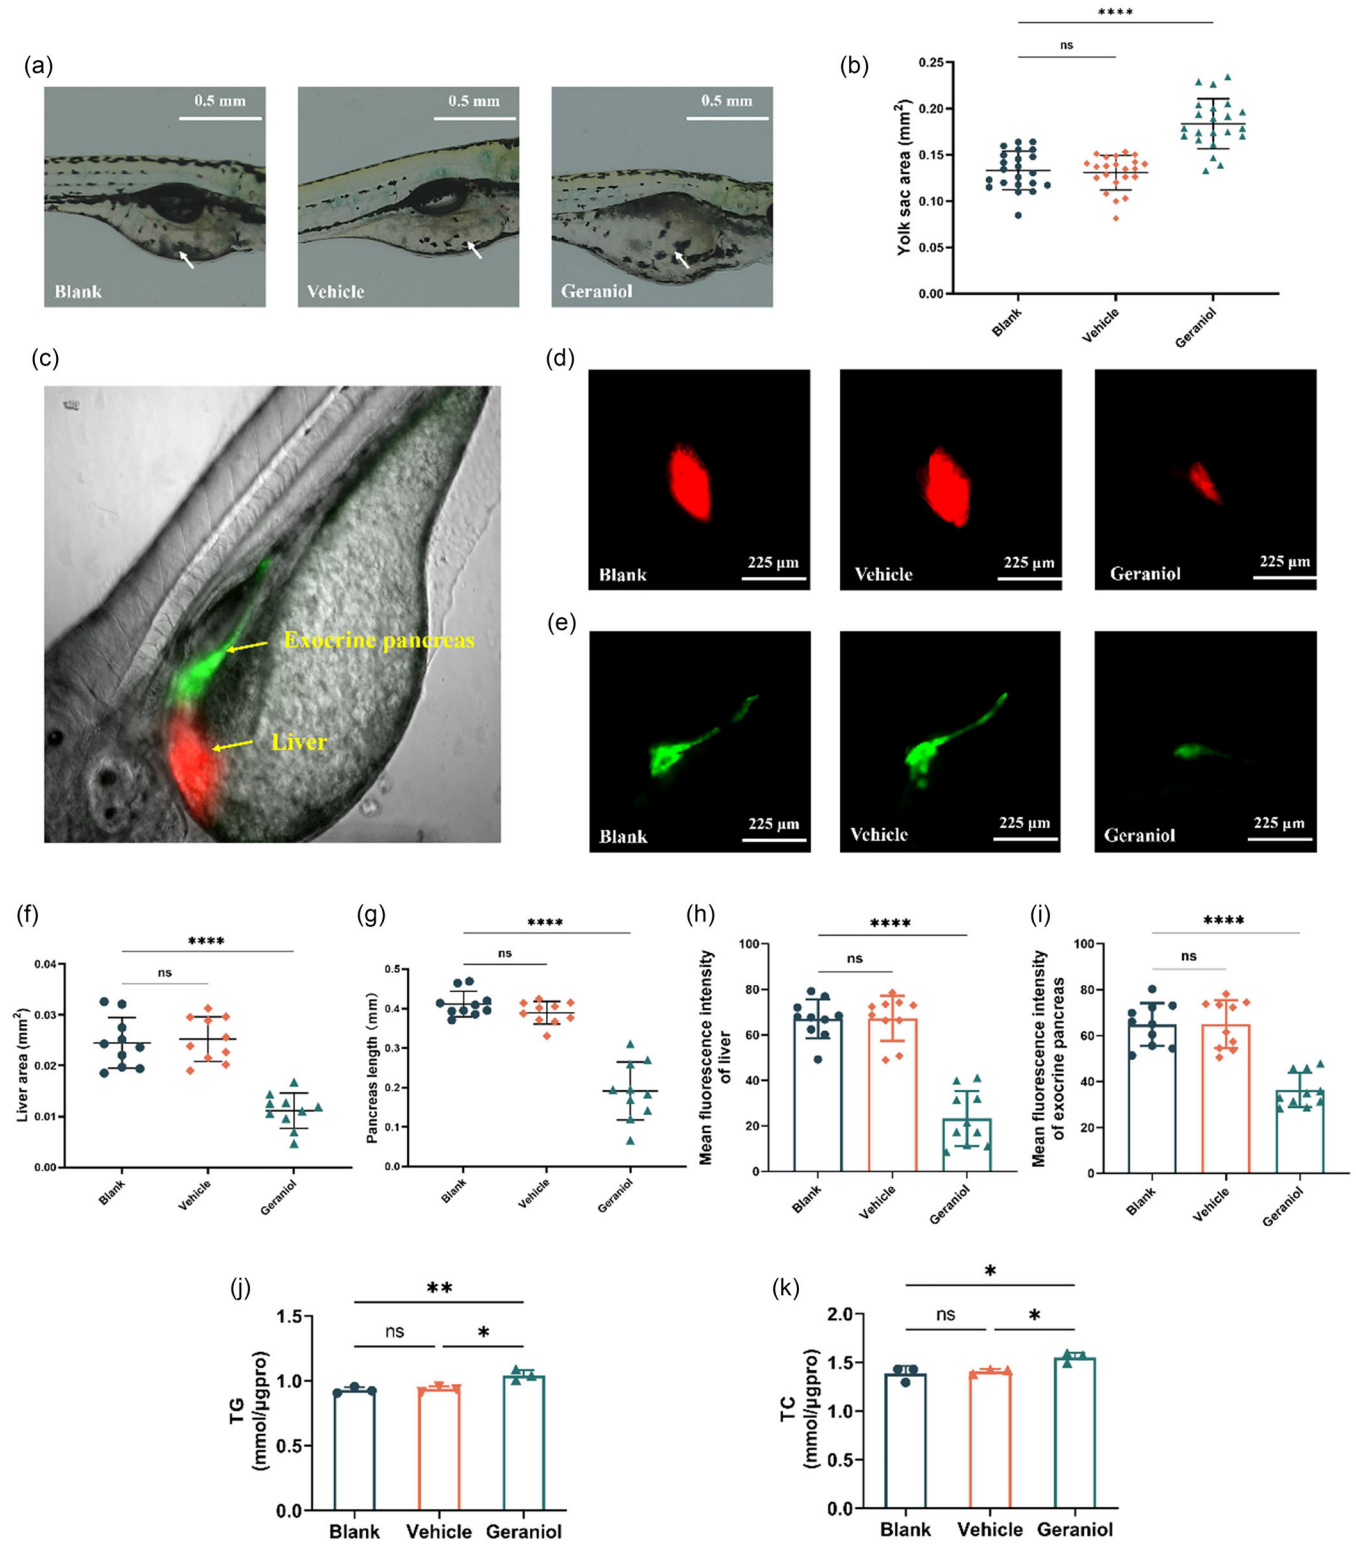 (a)
0.5 mm
Blank
0.5 mm
Vehicle
0.5 mm
Geraniol
(b)
****
ns
Yolk sac area (mm²)
0.25
0.20
0.15
0.10
0.05
0.00
Blank
Vehicle
Geraniol
(c)
Exocrine pancreas
Liver
(d)
225 μm
Blank
225 μm
Vehicle
225 μm
Geraniol
(e)
225 μm
Blank
225 μm
Vehicle
225 μm
Geraniol
(f)
****
ns
Liver area (mm²)
0.04
0.03
0.02
0.01
0.00
Blank
Vehicle
Geraniol
(g)
****
ns
Pancreas length (mm)
0.5
0.4
0.3
0.2
0.1
0.0
Blank
Vehicle
Geraniol
(h)
****
ns
Mean fluorescence intensity
of liver
100
80
60
40
20
0
Blank
Vehicle
Geraniol
(i)
****
ns
Mean fluorescence intensity
of exocrine pancreas
100
80
60
40
20
0
Blank
Vehicle
Geraniol
(j)
**
ns
*
TG
(mmol/μgpro)
1.5
1.0
0.5
0.0
Blank
Vehicle
Geraniol
(k)
*
ns
*
TC
(mmol/μgpro)
2.0
1.5
1.0
0.5
0.0
Blank
Vehicle
Geraniol